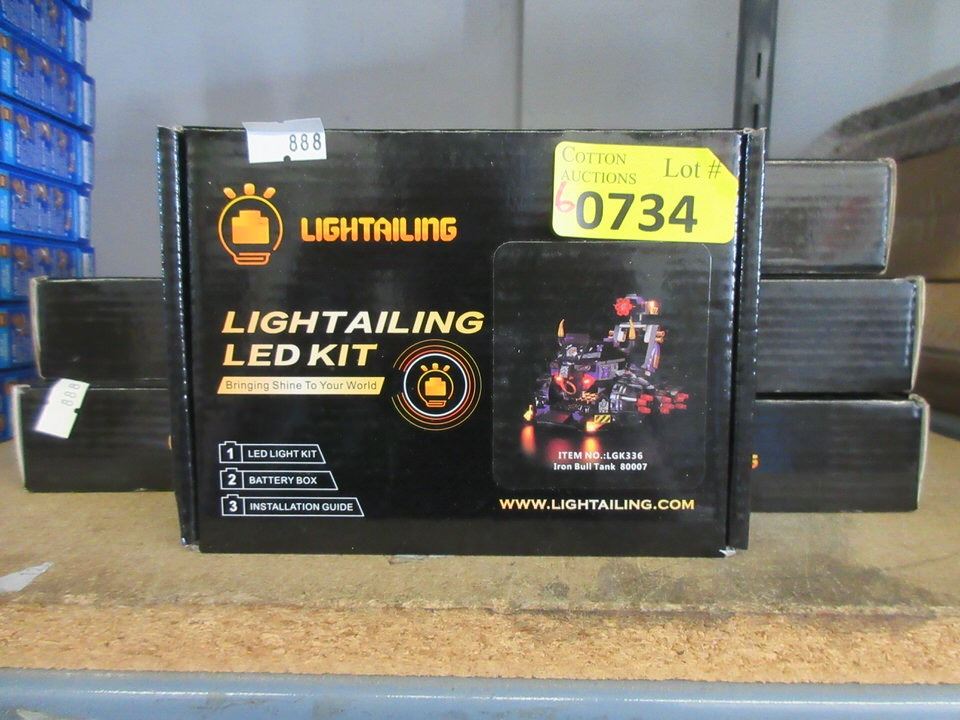 888
COTTON
AUCTIONS
Lot #
60734
LIGHTAILING
LIGHTAILING
LED KIT
Bringing Shine To Your World
1 LED LIGHT KIT
2 BATTERY BOX
3 INSTALLATION GUIDE
ITEM NO.:LGK336
Iron Bull Tank 80007
WWW.LIGHTAILING.COM
888